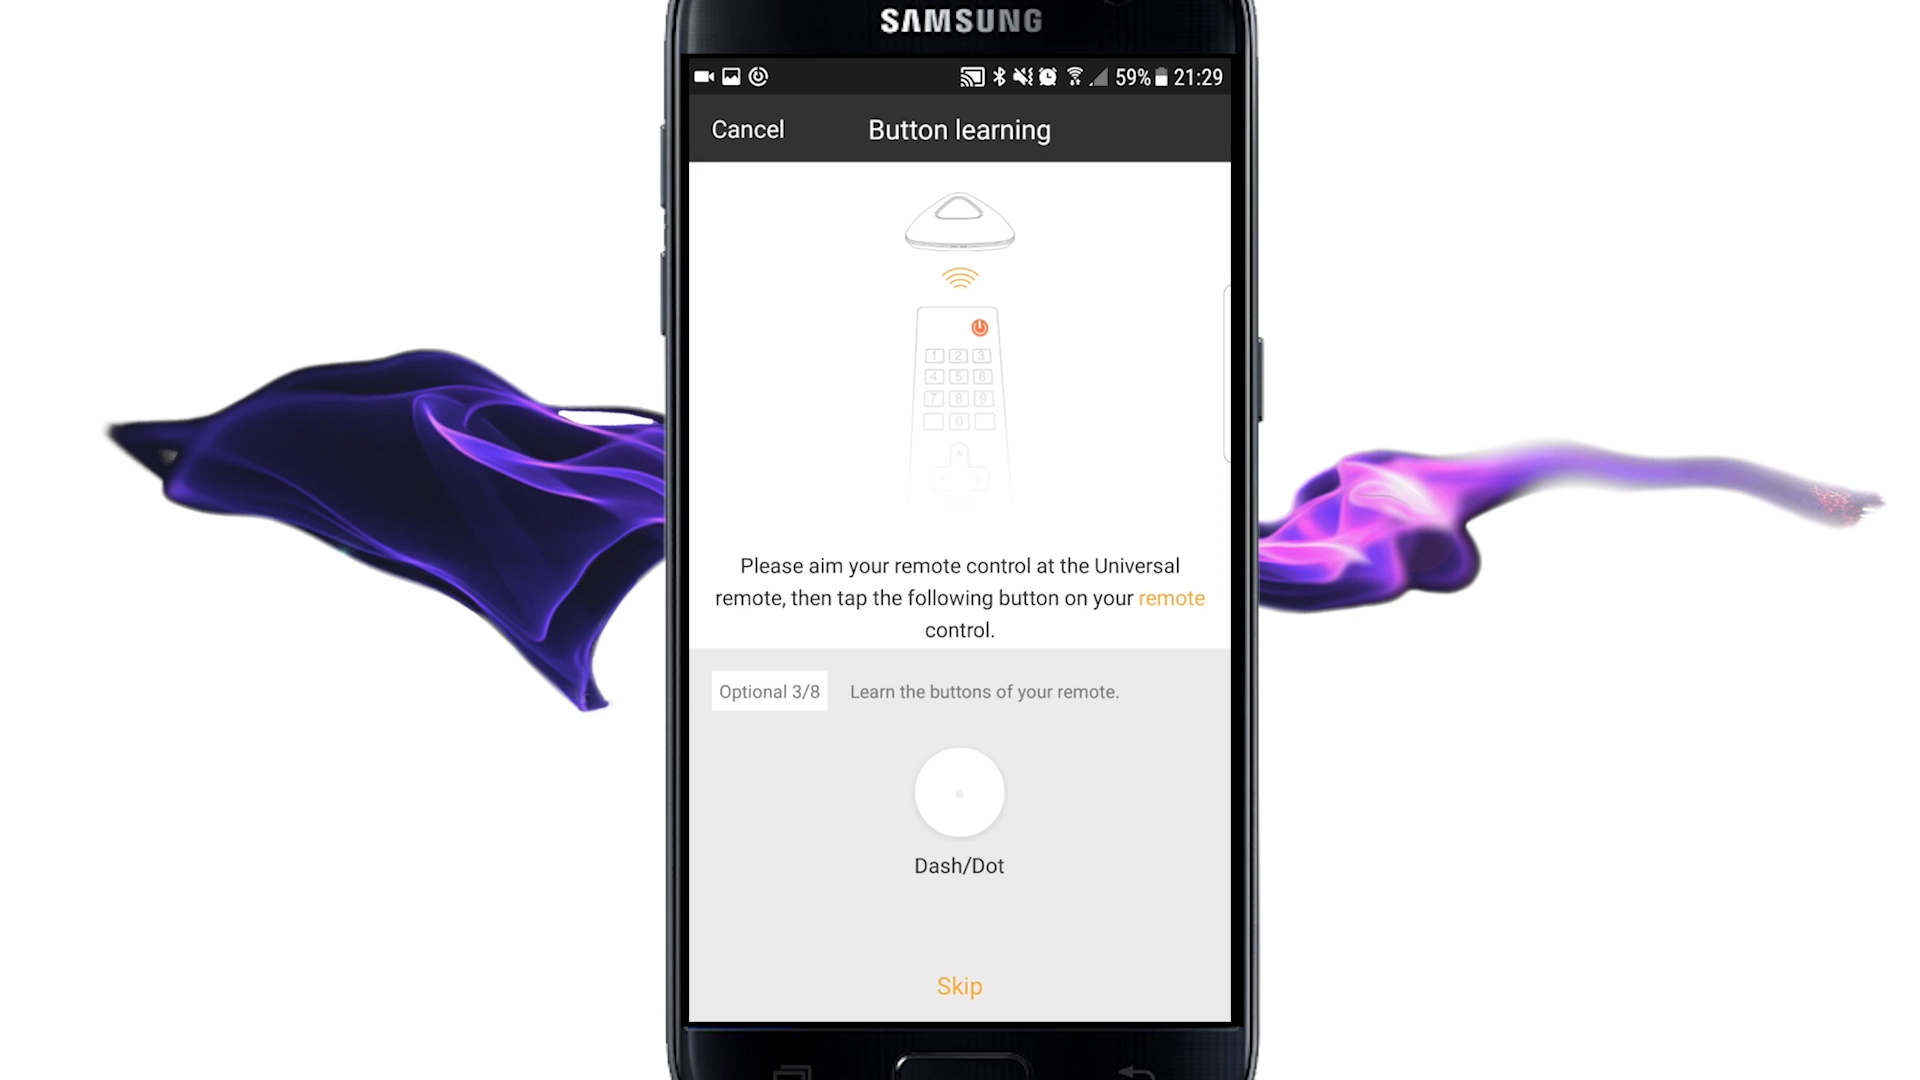 SAMSUNG
59% 21:29
Cancel Button learning
1 2 3
4 5 6
7 8 9
0
Please aim your remote control at the Universal
remote, then tap the following button on your remote
control.
Optional 3/8 Learn the buttons of your remote.
Dash/Dot
Skip